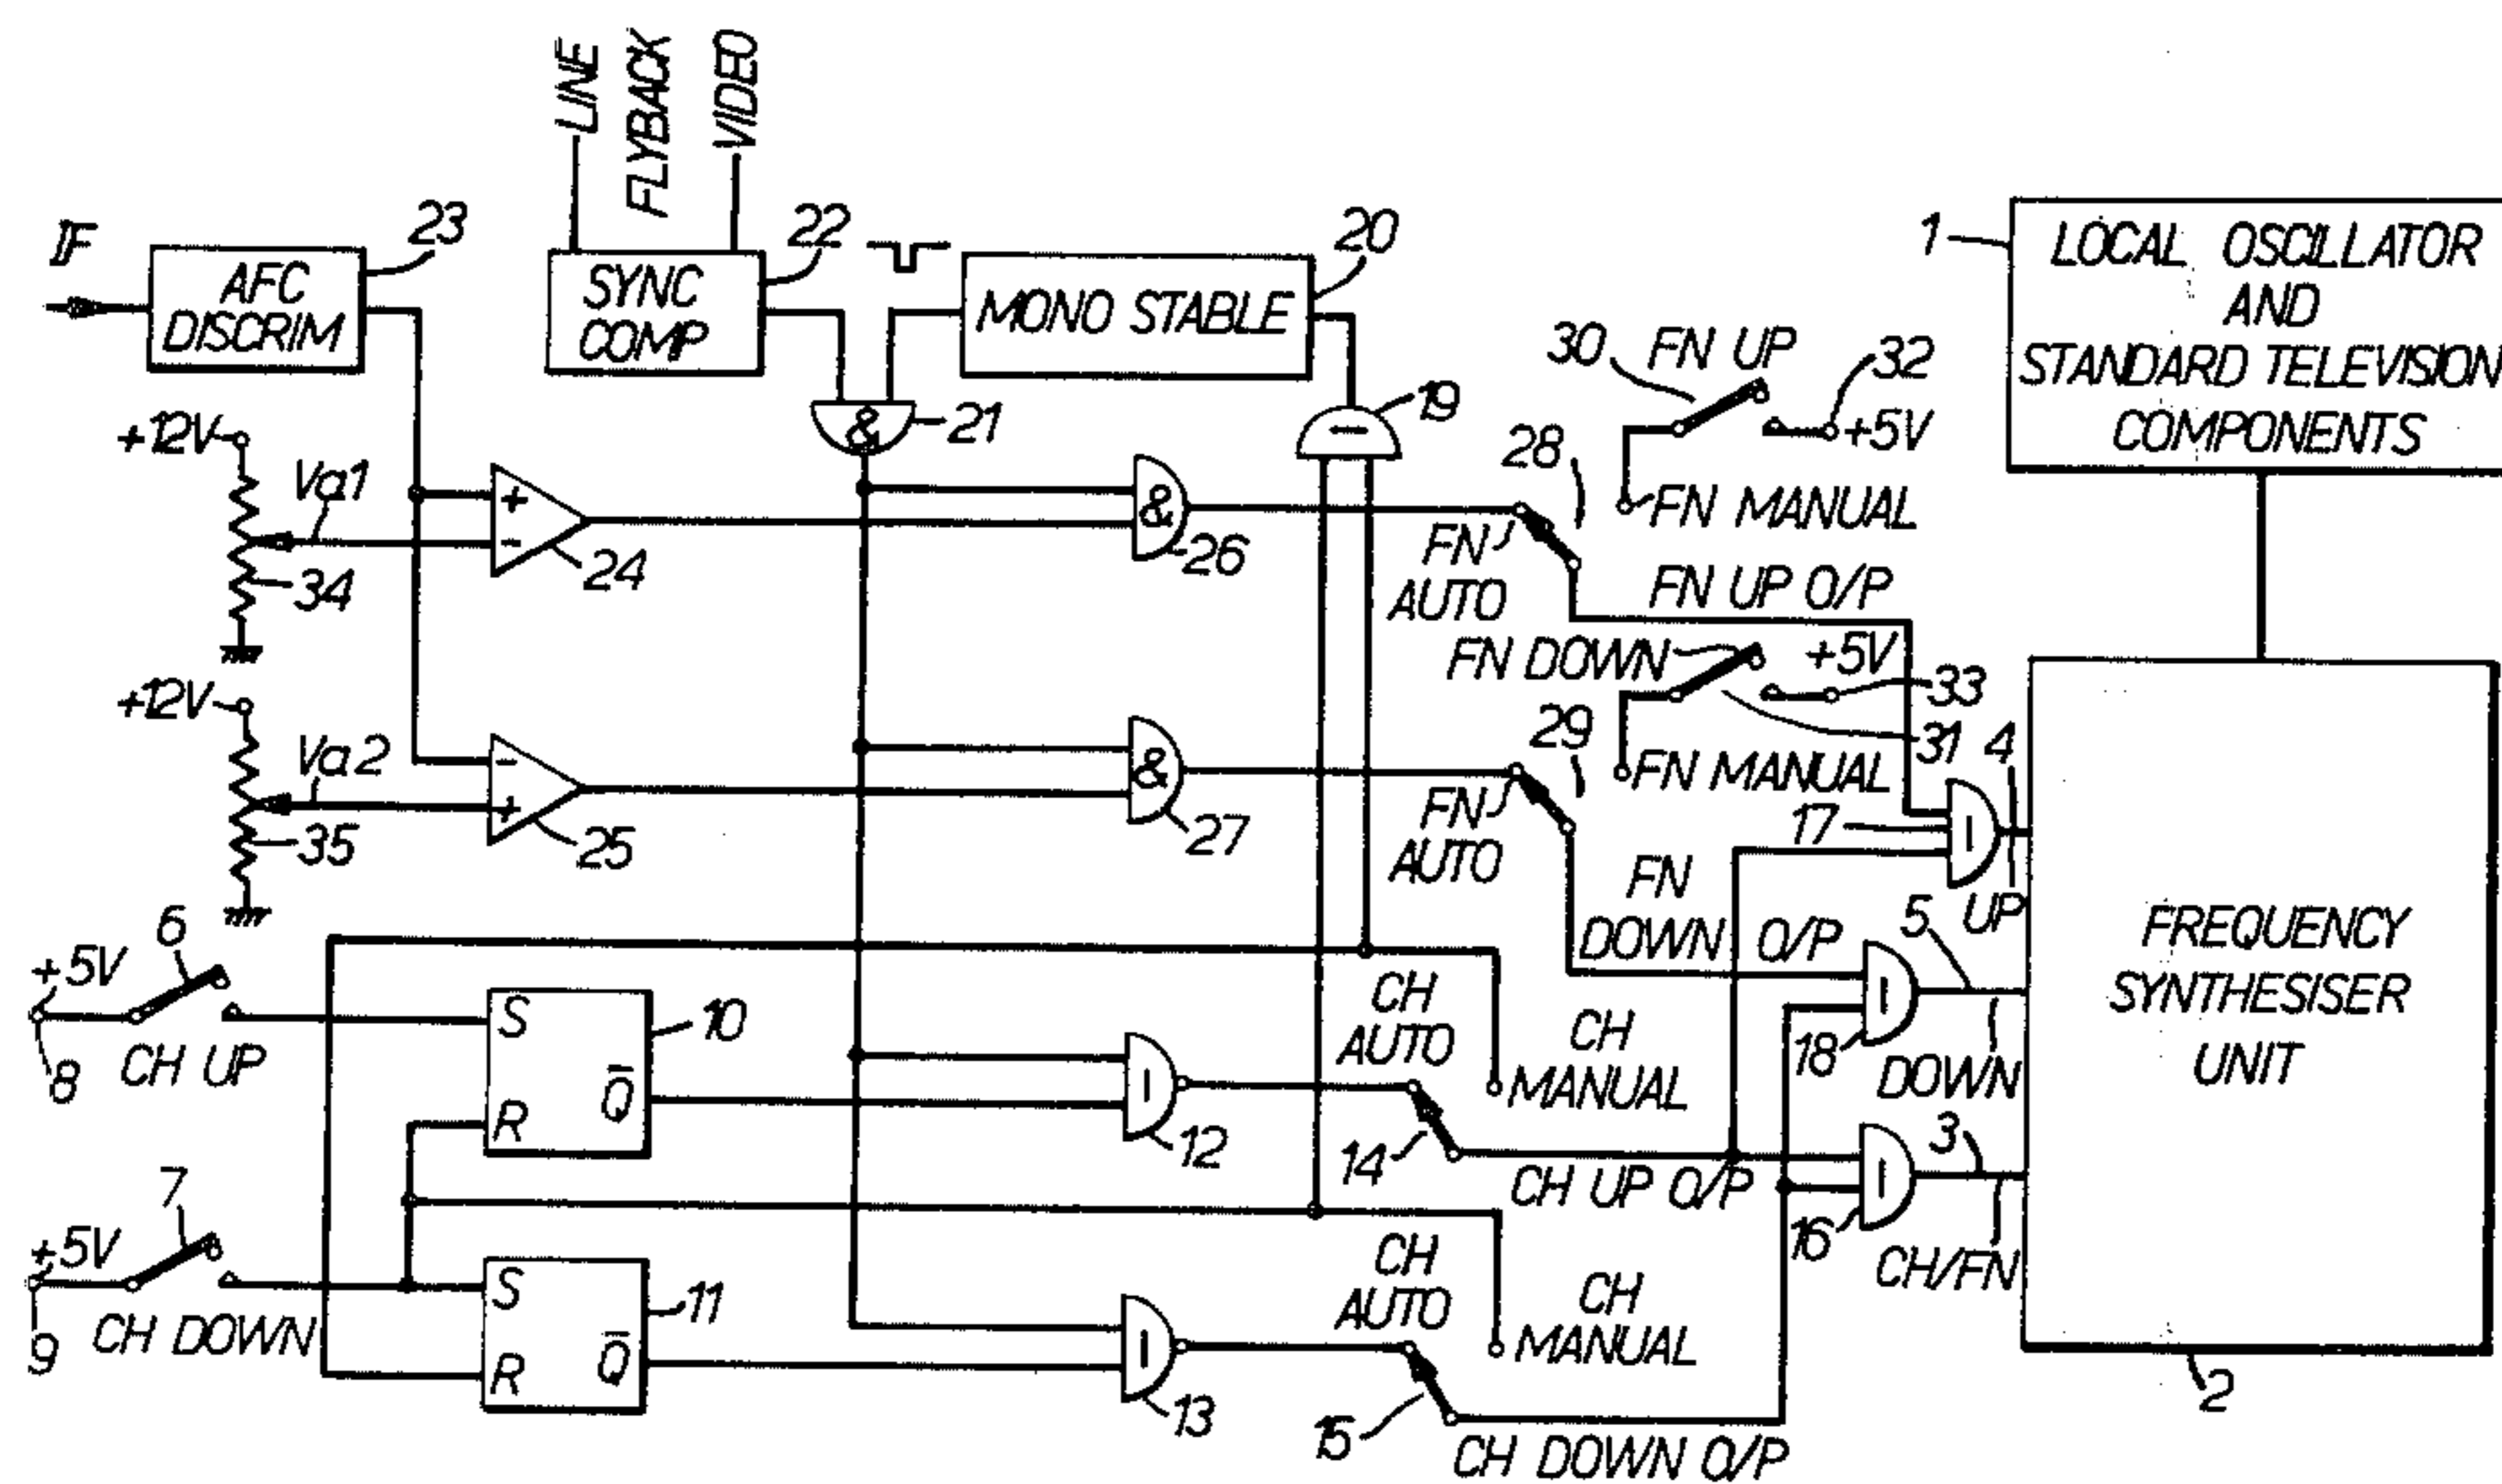 LINE
FLYBACK
VIDEO
IF
AFC
DISCRIM
23
SYNC
COMP
22
MONO STABLE
20
1
LOCAL OSCILLATOR
AND
STANDARD TELEVISION
COMPONENTS
30
FN UP
32
+5V
19
28
FN MANUAL
+12V
Va1
34
+
-
24
&
21
&
26
FN
AUTO
FN UP O/P
FN DOWN
+5V
33
31
29
FN MANUAL
+12V
Va2
35
-
+
25
&
27
FN
AUTO
17
4
UP
FN
DOWN O/P
5
18
DOWN
3
16
CH/FN
FREQUENCY
SYNTHESISER
UNIT
2
+5V
6
8
CH UP
S
R
Q̅
10
12
CH
AUTO
CH
MANUAL
14
CH UP O/P
+5V
7
9
CH DOWN
S
R
Q̅
11
13
CH
AUTO
CH
MANUAL
15
CH DOWN O/P